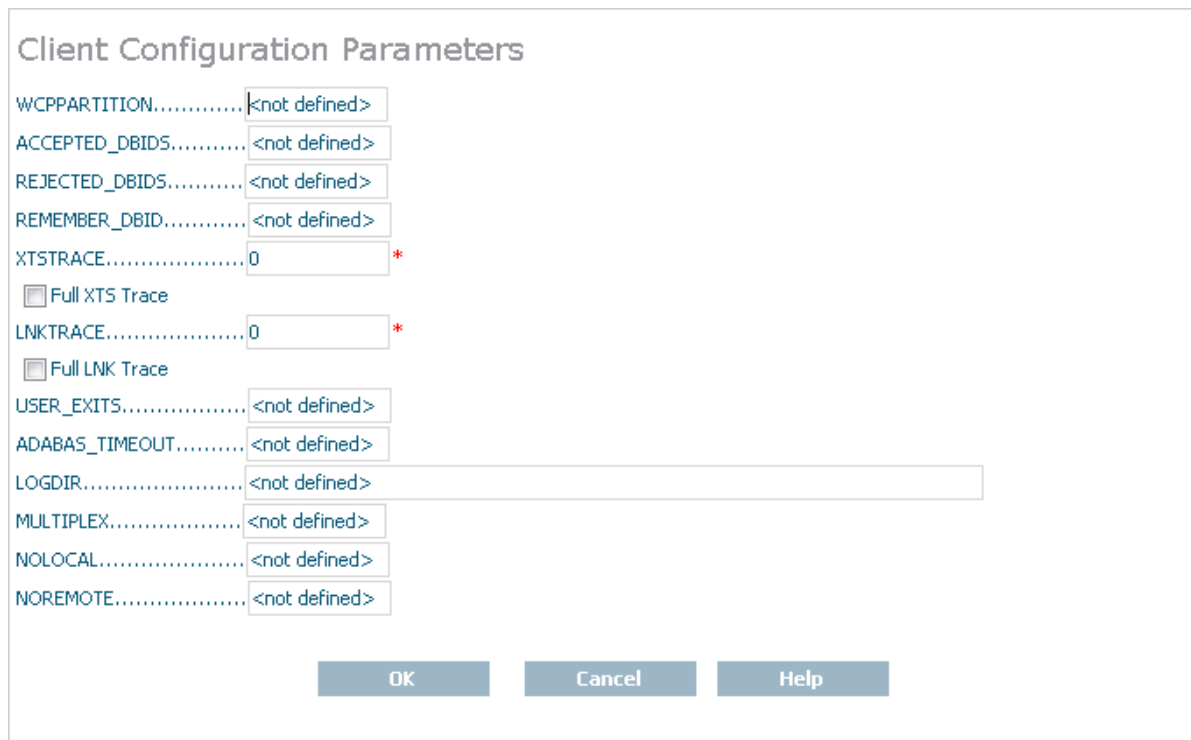 Client Configuration Parameters
WCPPARTITION............. <not defined>
ACCEPTED_DBIDS........... <not defined>
REJECTED_DBIDS........... <not defined>
REMEMBER_DBID............ <not defined>
XTSTRACE.................... 0 *
Full XTS Trace
LNKTRACE.................... 0 *
Full LNK Trace
USER_EXITS.................. <not defined>
ADABAS_TIMEOUT.......... <not defined>
LOGDIR....................... <not defined>
MULTIPLEX................... <not defined>
NOLOCAL..................... <not defined>
NOREMOTE................... <not defined>
OK Cancel Help